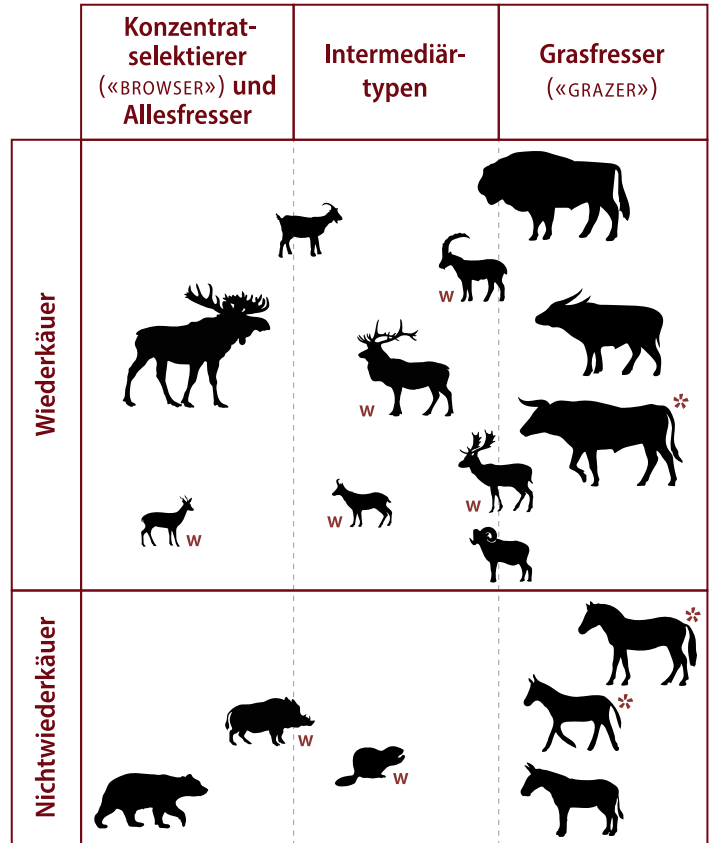 Konzentrat-
selektierer
(«BROWSER») und
Allesfresser
Intermediär-
typen
Grasfresser
(«GRAZER»)
Wiederkäuer
W
*
W
W
W
W
Nichtwiederkäuer
*
*
W
W